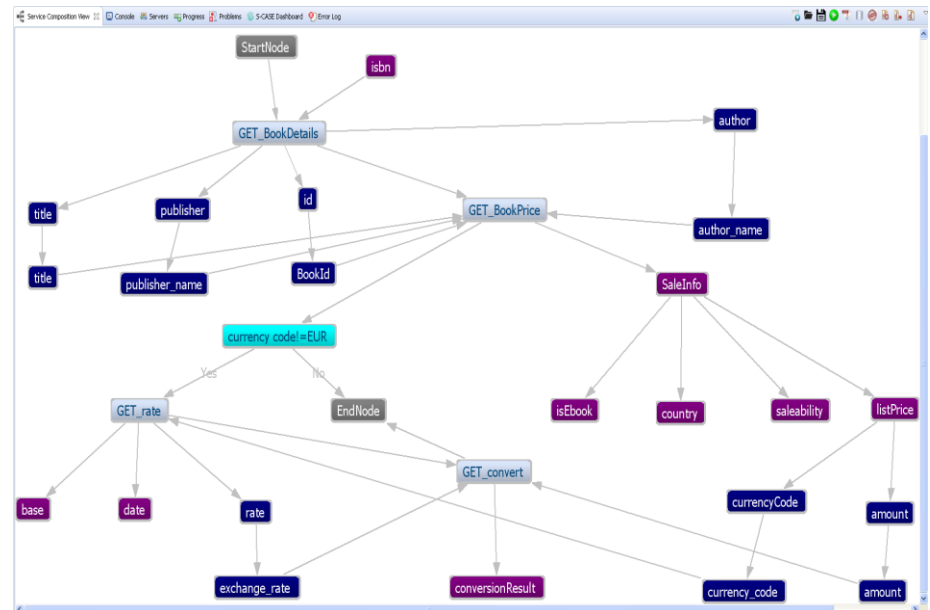 Service Composition View Console Servers Progress Problems S-CASE Dashboard Error Log
StartNode
isbn
GET_BookDetails
author
title
publisher
id
GET_BookPrice
author_name
title
publisher_name
BookId
SaleInfo
currency code!=EUR
Yes
No
GET_rate
EndNode
isEbook
country
saleability
listPrice
GET_convert
base
date
rate
currencyCode
amount
exchange_rate
conversionResult
currency_code
amount